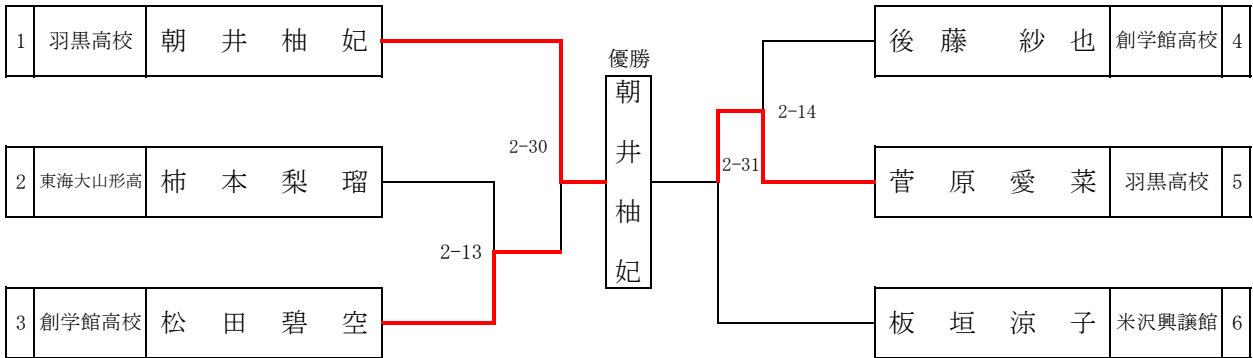 1 羽黒高校 朝井柚妃
2 東海大山形高 柿本梨瑠
3 創学館高校 松田碧空
2-30
2-13
優勝
朝井柚妃
2-14
2-31
後藤 紗也 創学館高校 4
菅原愛菜 羽黒高校 5
板垣涼子 米沢興譲館 6